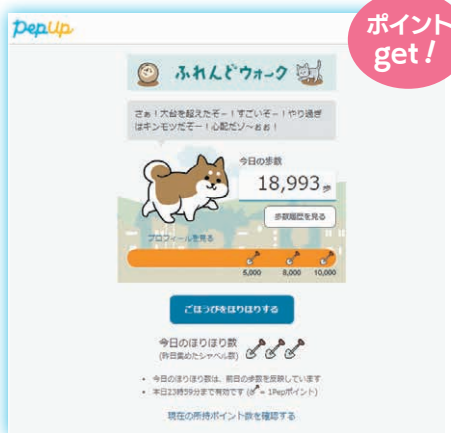 PepUp
ポイント
get!
ふれんどウォーク
さぁ！大台を超えたぞー！すごいぞー！やり過ぎ
はキンモツだぞー！心配だゾ～ぉぉ！
今日の歩数
18,993歩
歩数履歴を見る
プロフィールを見る
5,000 8,000 10,000
ごほうびをほりほりする
今日のほりほり数
(昨日集めたシャベル数)
・ 今日のほりほり数は、前日の歩数を反映しています
・ 本日23時59分まで有効です ( = 1Pepポイント)
現在の所持ポイント数を確認する